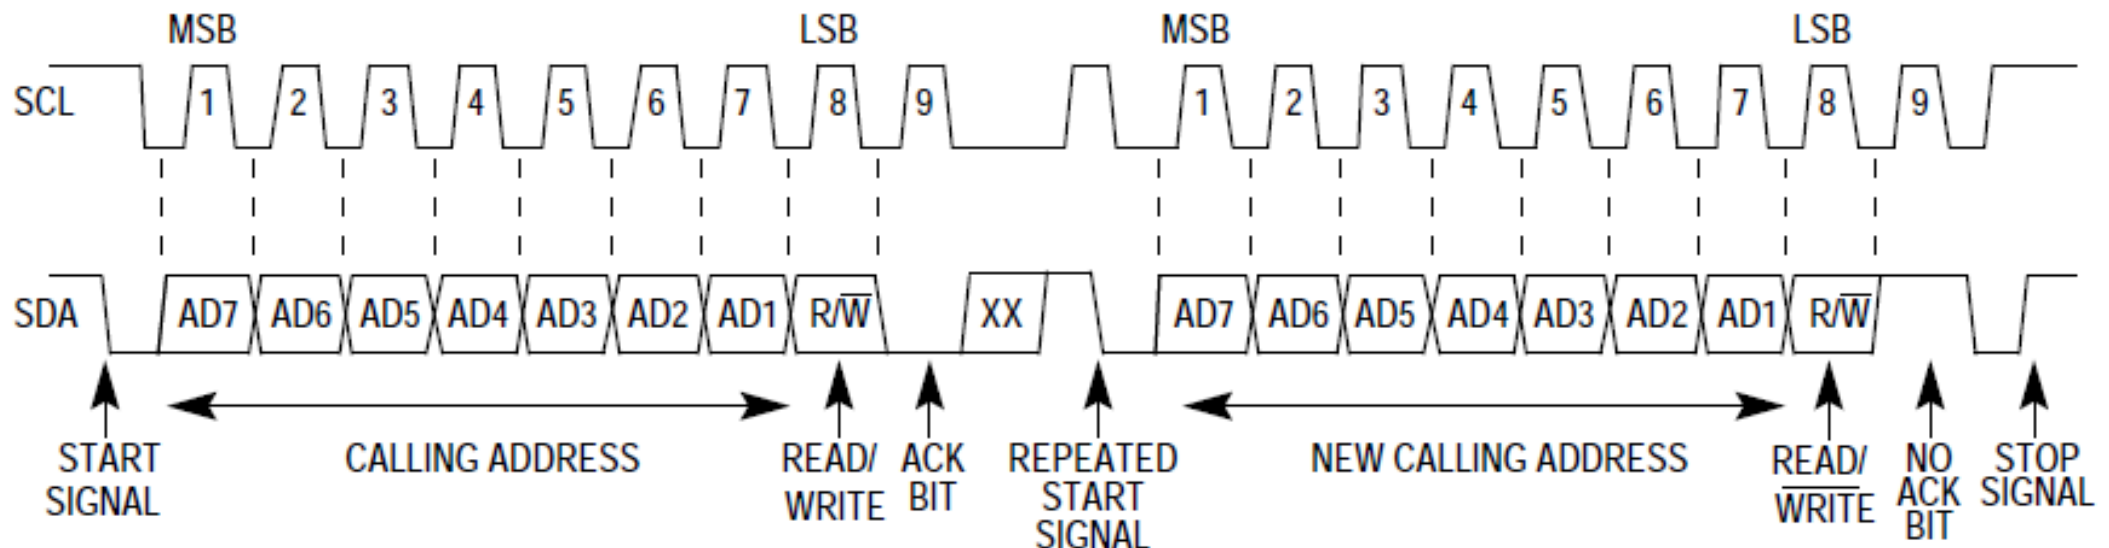 MSB LSB MSB LSB
SCL 1 2 3 4 5 6 7 8 9 1 2 3 4 5 6 7 8 9
SDA AD7 AD6 AD5 AD4 AD3 AD2 AD1 R/W̅ XX AD7 AD6 AD5 AD4 AD3 AD2 AD1 R/W̅
START
SIGNAL
CALLING ADDRESS
READ/
WRITE
ACK
BIT
REPEATED
START
SIGNAL
NEW CALLING ADDRESS
READ/
W̅R̅I̅T̅E̅
NO
ACK
BIT
STOP
SIGNAL